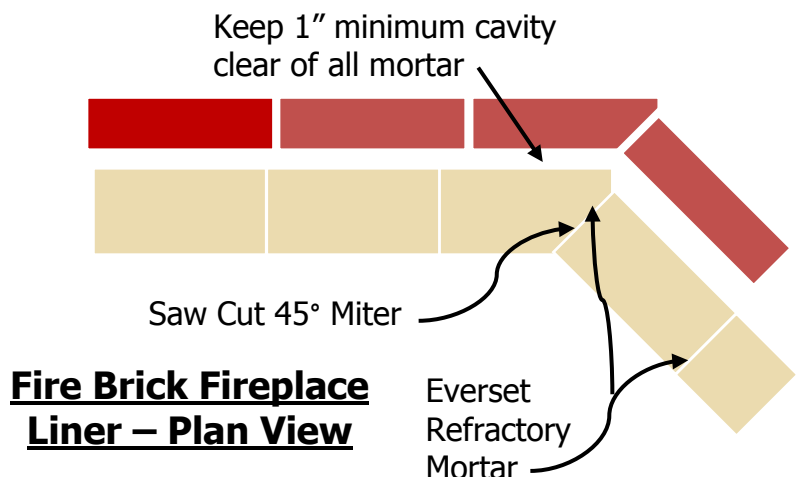 Keep 1” minimum cavity
clear of all mortar
Saw Cut 45° Miter
Fire Brick Fireplace
Liner – Plan View
Everset
Refractory
Mortar